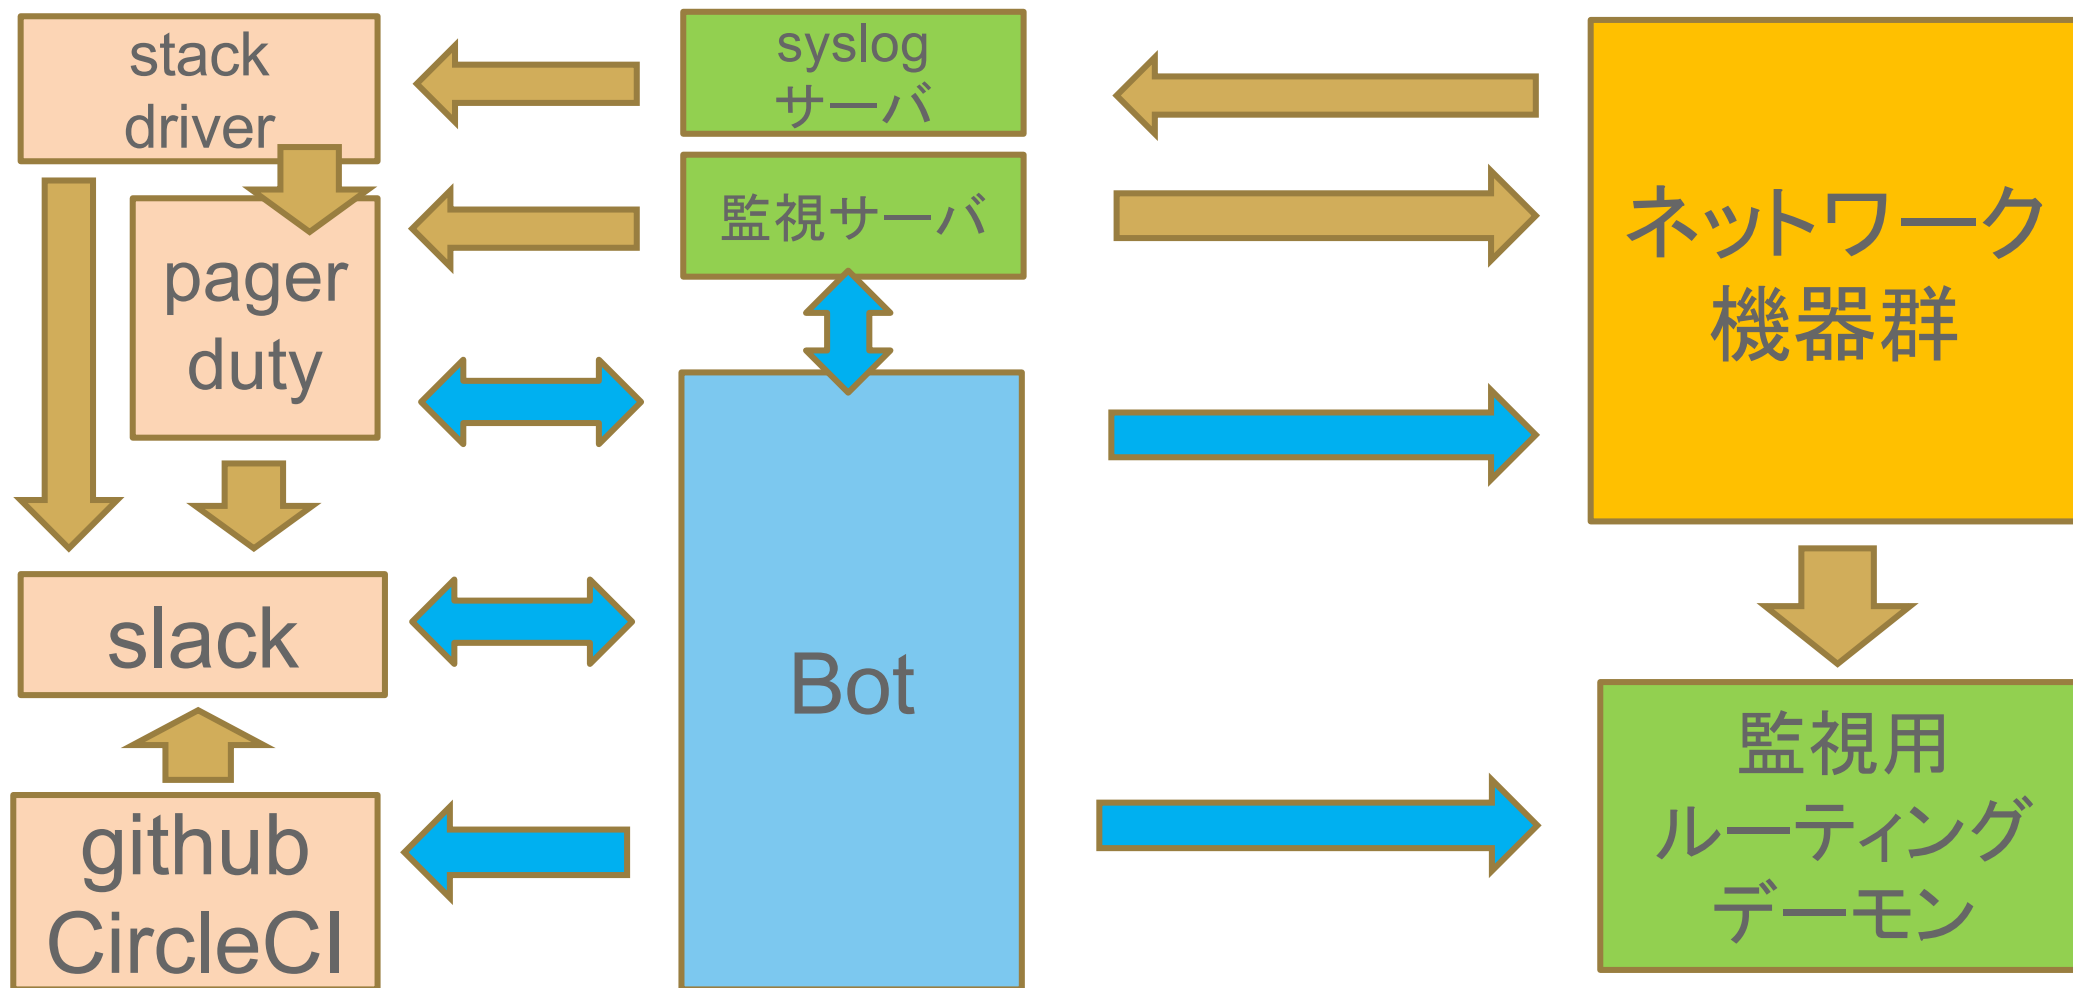 stack
driver
syslog
サーバ
監視サーバ
pager
duty
ネットワーク
機器群
slack
Bot
github
CircleCI
監視用
ルーティング
デーモン